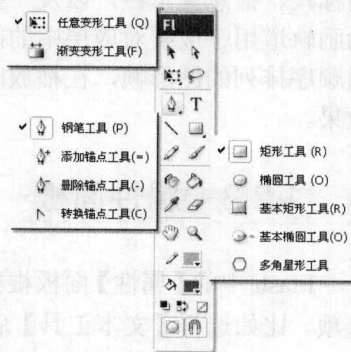 任意变形工具 (Q)
渐变变形工具(F)
Fl
T
钢笔工具 (P)
添加锚点工具(=)
删除锚点工具(-)
转换锚点工具(C)
矩形工具 (R)
椭圆工具 (O)
基本矩形工具(R)
基本椭圆工具(O)
多角星形工具